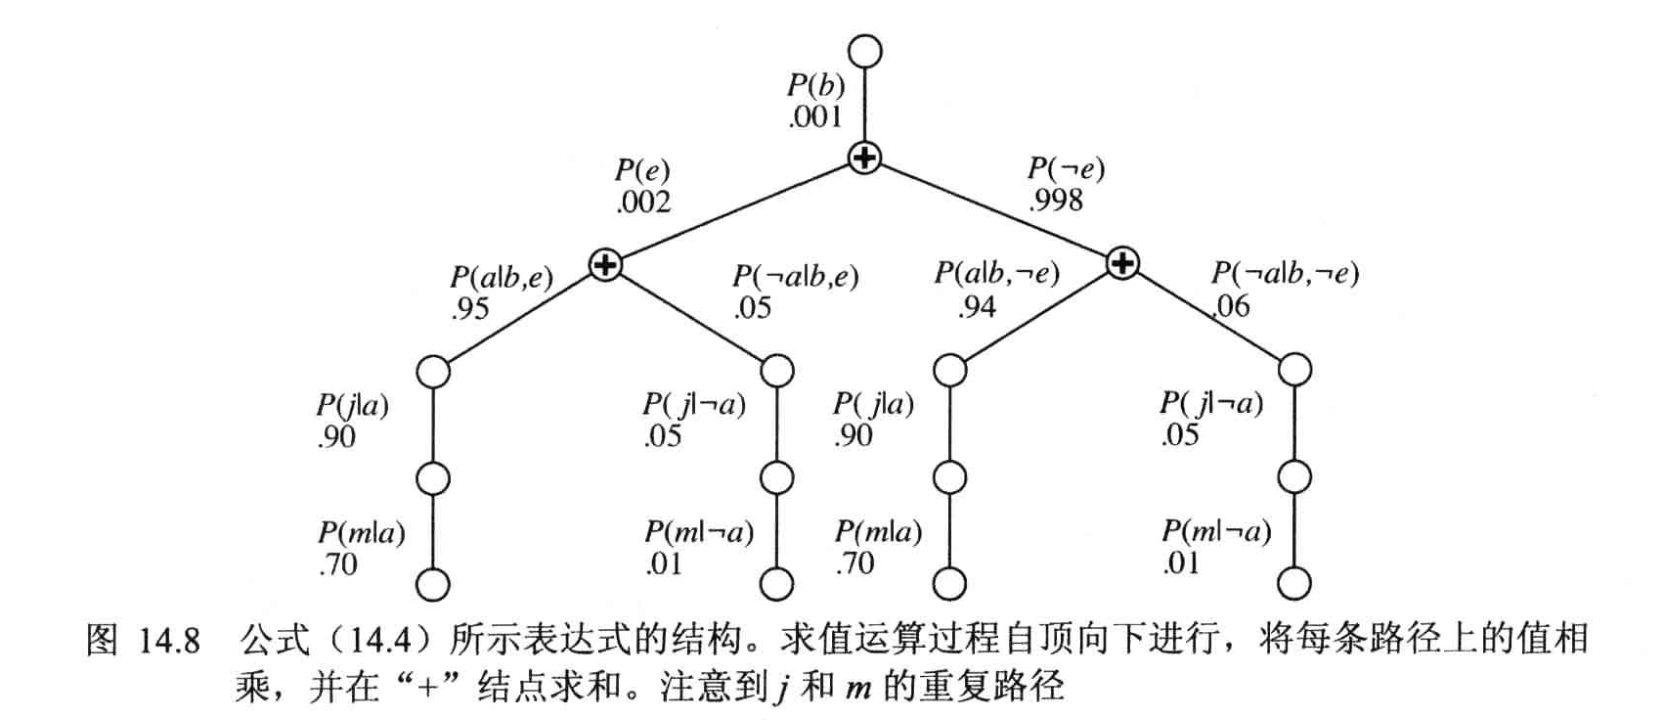 P(b)
.001
P(e)
.002
P(¬e)
.998
P(a|b,e)
.95
P(¬a|b,e)
.05
P(a|b,¬e)
.94
P(¬a|b,¬e)
.06
P(j|a)
.90
P(j|¬a)
.05
P(j|a)
.90
P(j|¬a)
.05
P(m|a)
.70
P(m|¬a)
.01
P(m|a)
.70
P(m|¬a)
.01
图 14.8 公式（14.4）所示表达式的结构。求值运算过程自顶向下进行，将每条路径上的值相
乘，并在“+”结点求和。注意到 j 和 m 的重复路径